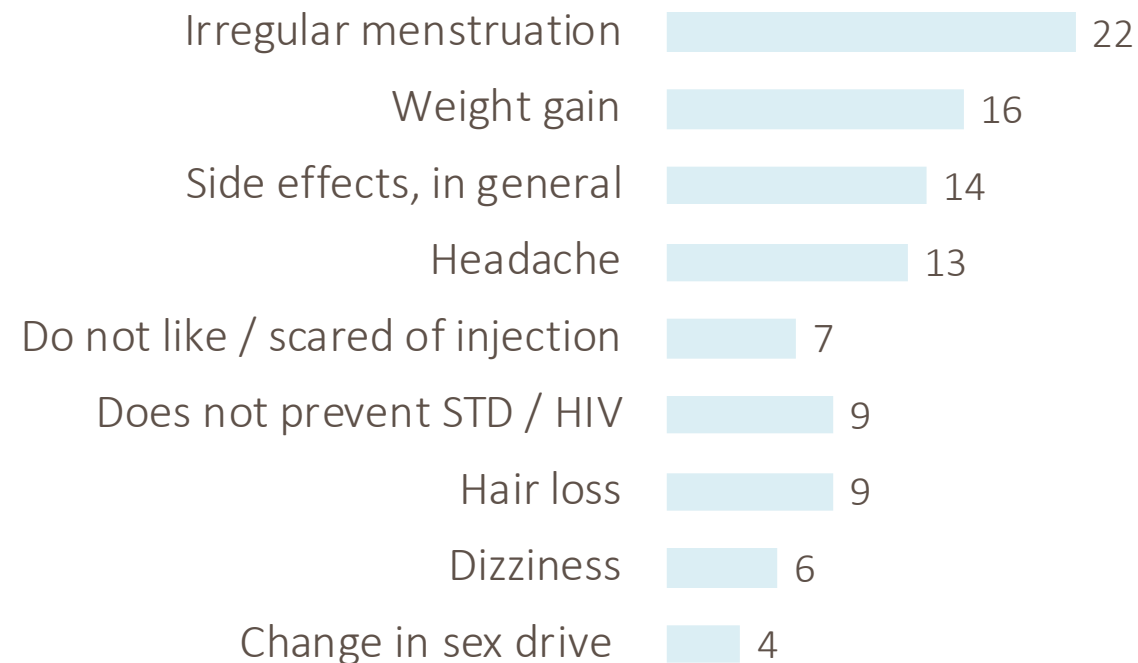 Irregular menstruation 22
Weight gain 16
Side effects, in general 14
Headache 13
Do not like / scared of injection 7
Does not prevent STD / HIV 9
Hair loss 9
Dizziness 6
Change in sex drive 4